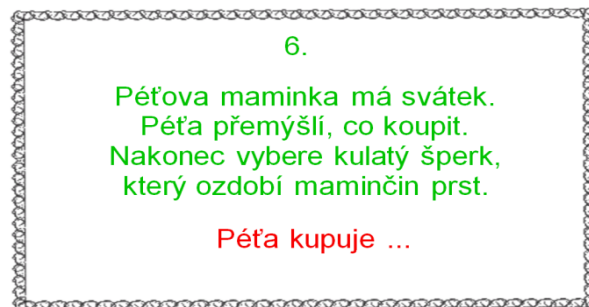 6.
Péťova maminka má svátek.
Péťa přemýšlí, co koupit.
Nakonec vybere kulatý šperk,
který ozdobí maminčin prst.
Péťa kupuje ...